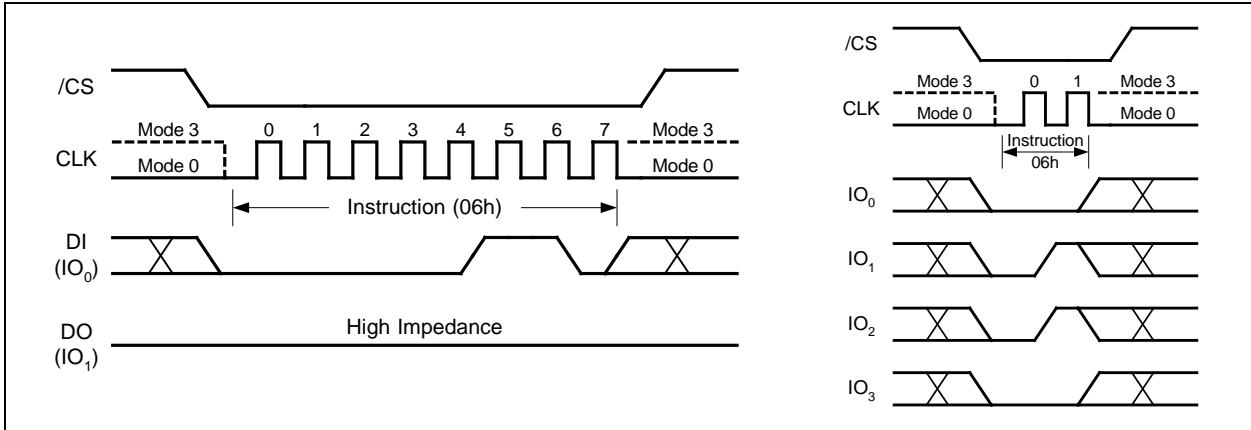 /CS
Mode 3 0 1 2 3 4 5 6 7 Mode 3
CLK
Mode 0 Mode 0
Instruction (06h)
DI
(IO0)
High Impedance
DO
(IO1)
/CS
Mode 3 0 1 Mode 3
CLK
Mode 0 Mode 0
Instruction
06h
IO0
IO1
IO2
IO3